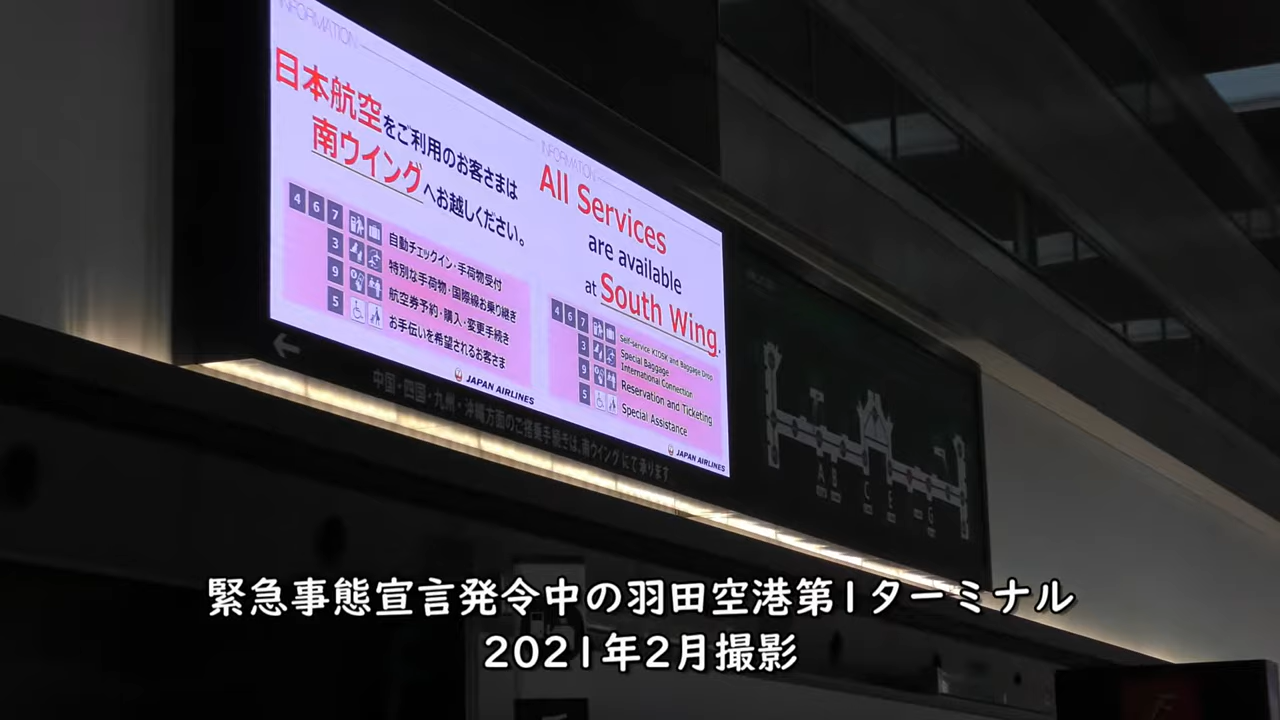 INFORMATION
日本航空をご利用のお客さまは
南ウイングへお越しください。
4 6 7 自動チェックイン・手荷物受付
3 特別な手荷物・国際線お乗り継ぎ
9 航空券予約・購入・変更手続き
5 お手伝いを希望されるお客さま
JAPAN AIRLINES
INFORMATION
All Services
are available
at South Wing.
4 6 7 Self-service KIOSK and Baggage Drop
3 Special Baggage
International Connection
9 Reservation and Ticketing
5 Special Assistance
JAPAN AIRLINES
←
中国・四国・九州・沖縄方面のご搭乗手続きは、南ウイングにて承ります。
A B C E G
緊急事態宣言発令中の羽田空港第1ターミナル
2021年2月撮影